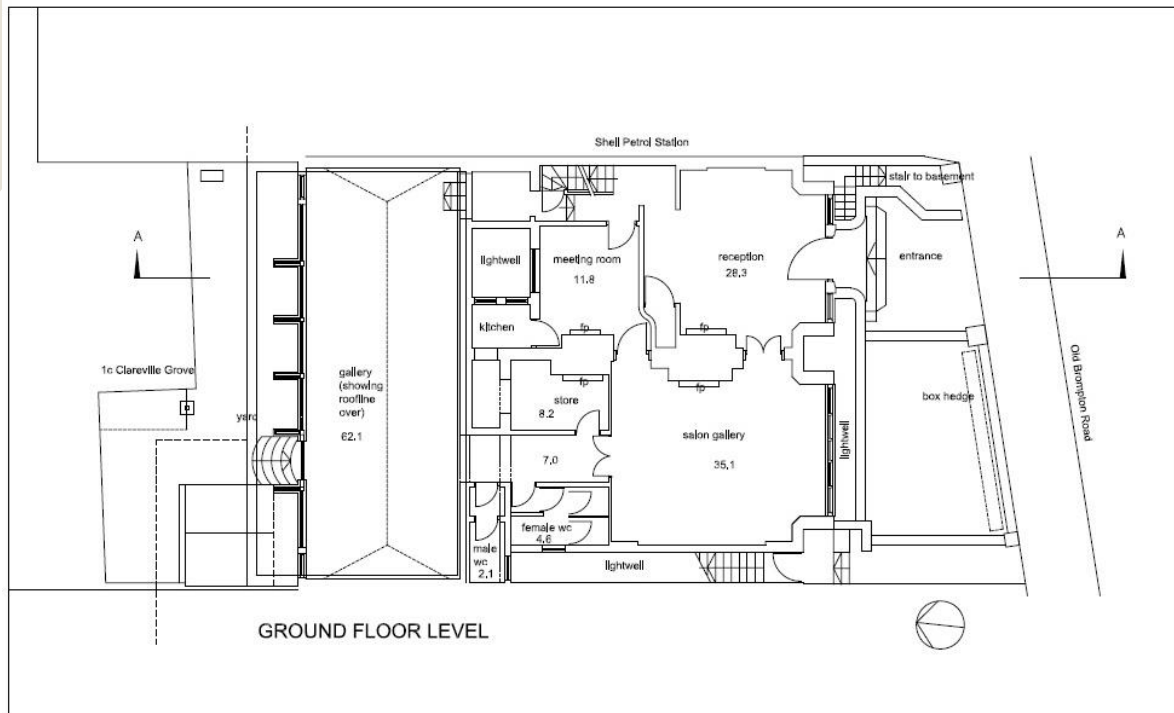 Shell Petrol Station
stair to basement
A
A
lightwell
meeting room
11.8
reception
28.3
entrance
kitchen
fp
fp
1c Clareville Grove
gallery
(showing
roofline
over)
62.1
fp
fp
store
8.2
box hedge
Old Brompton Road
yard
salon gallery
35.1
lightwell
7.0
female wc
4.6
male
wc
2.1
lightwell
GROUND FLOOR LEVEL